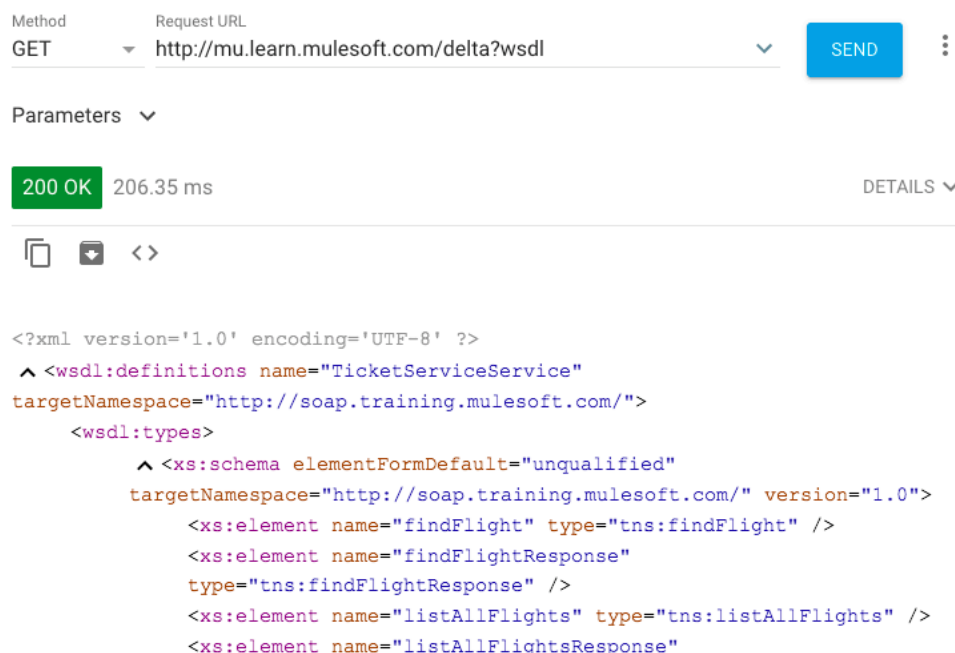 Method
Request URL
GET
http://mu.learn.mulesoft.com/delta?wsdl
SEND
Parameters
200 OK 206.35 ms
DETAILS
<?xml version='1.0' encoding='UTF-8' ?>
<wsdl:definitions name="TicketServiceService"
targetNamespace="http://soap.training.mulesoft.com/">
<wsdl:types>
<xs:schema elementFormDefault="unqualified"
targetNamespace="http://soap.training.mulesoft.com/" version="1.0">
<xs:element name="findFlight" type="tns:findFlight" />
<xs:element name="findFlightResponse"
type="tns:findFlightResponse" />
<xs:element name="listAllFlights" type="tns:listAllFlights" />
<xs:element name="listAllFlightsResponse"